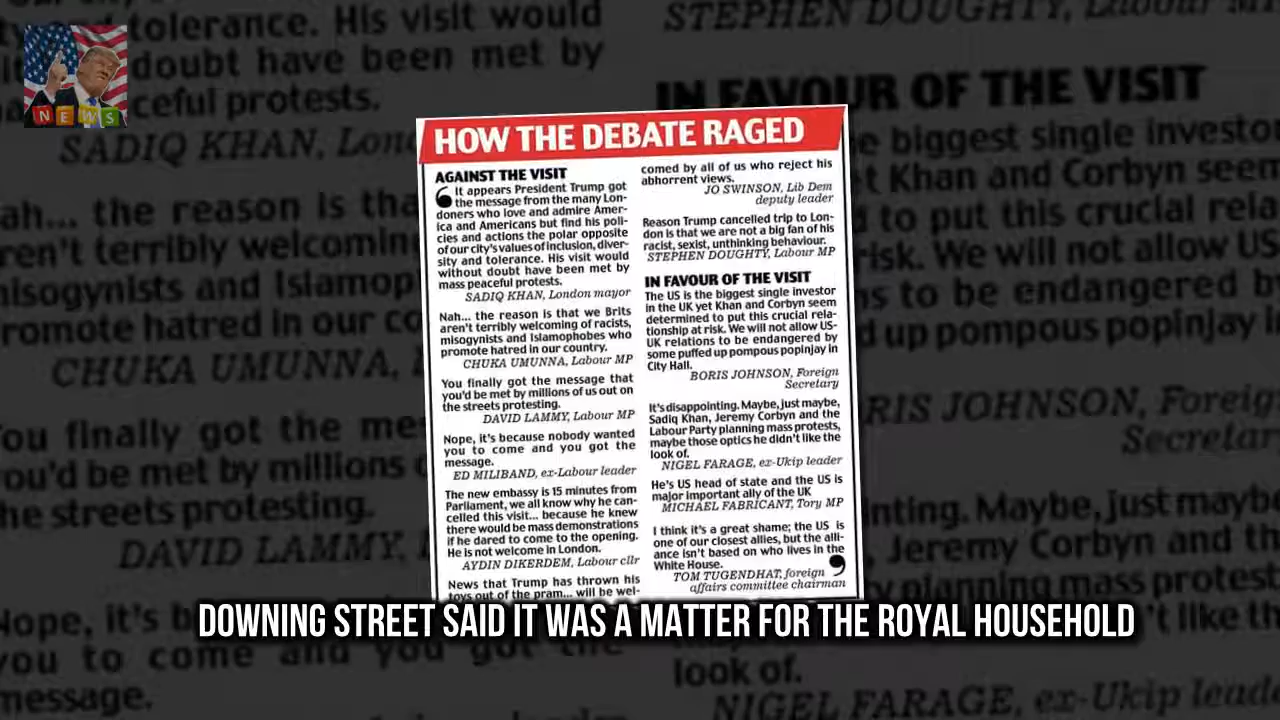 NEWS
HOW THE DEBATE RAGED
AGAINST THE VISIT
It appears President Trump got
the message from the many Lon-
doners who love and admire Amer-
ica and Americans but find his poli-
cies and actions the polar opposite
of our city's values of inclusion, diver-
sity and tolerance. His visit would
without doubt have been met by
mass peaceful protests.
SADIQ KHAN, London mayor
Nah... the reason is that we Brits
aren't terribly welcoming of racists,
misogynists and Islamophobes who
promote hatred in our country.
CHUKA UMUNNA, Labour MP
You finally got the message that
you'd be met by millions of us out on
the streets protesting.
DAVID LAMMY, Labour MP
Nope, it's because nobody wanted
you to come and you got the
message.
ED MILIBAND, ex-Labour leader
The new embassy is 15 minutes from
Parliament, we all know why he can-
celled this visit... because he knew
there would be mass demonstrations
if he dared to come to the opening.
He is not welcome in London.
AYDIN DIKERDEM, Labour cllr
News that Trump has thrown his
toys out of the pram... will be wel-
comed by all of us who reject his
abhorrent views.
JO SWINSON, Lib Dem
deputy leader
Reason Trump cancelled trip to Lon-
don is that we are not a big fan of his
racist, sexist, unthinking behaviour.
STEPHEN DOUGHTY, Labour MP
IN FAVOUR OF THE VISIT
The US is the biggest single investor
in the UK yet Khan and Corbyn seem
determined to put this crucial rela-
tionship at risk. We will not allow US-
UK relations to be endangered by
some puffed up pompous popinjay in
City Hall.
BORIS JOHNSON, Foreign
Secretary
It's disappointing. Maybe, just maybe,
Sadiq Khan, Jeremy Corbyn and the
Labour Party planning mass protests,
maybe those optics he didn't like the
look of.
NIGEL FARAGE, ex-Ukip leader
He's US head of state and the US is
major important ally of the UK
MICHAEL FABRICANT, Tory MP
I think it's a great shame; the US is
one of our closest allies, but the alli-
ance isn't based on who lives in the
White House.
TOM TUGENDHAT, foreign
affairs committee chairman
DOWNING STREET SAID IT WAS A MATTER FOR THE ROYAL HOUSEHOLD